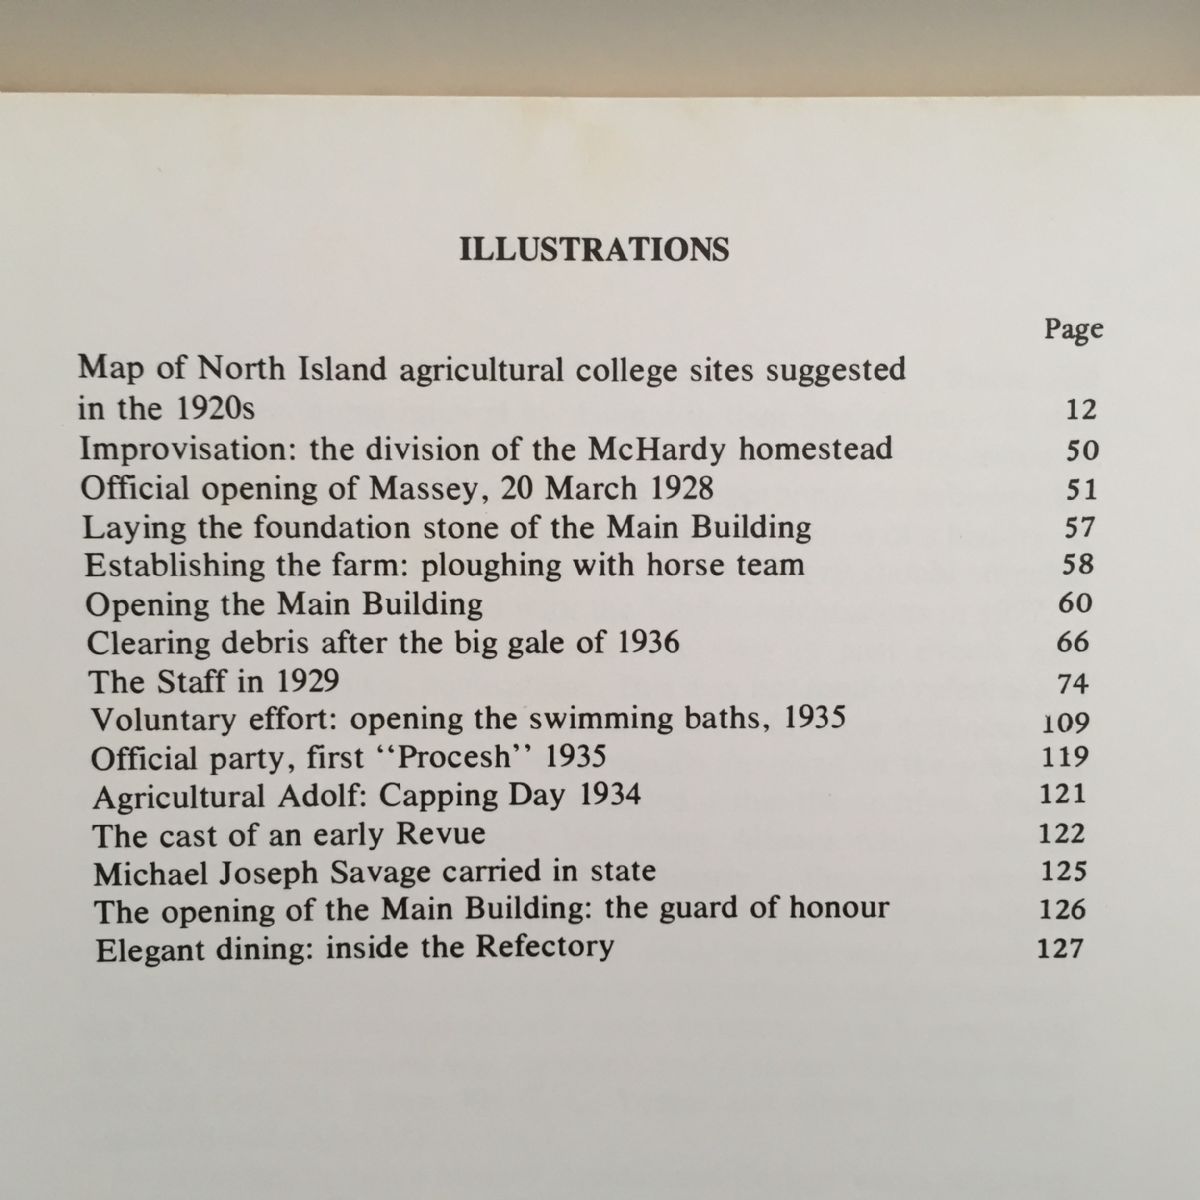 ILLUSTRATIONS
Page
Map of North Island agricultural college sites suggested
in the 1920s 12
Improvisation: the division of the McHardy homestead 50
Official opening of Massey, 20 March 1928 51
Laying the foundation stone of the Main Building 57
Establishing the farm: ploughing with horse team 58
Opening the Main Building 60
Clearing debris after the big gale of 1936 66
The Staff in 1929 74
Voluntary effort: opening the swimming baths, 1935 109
Official party, first “Procesh” 1935 119
Agricultural Adolf: Capping Day 1934 121
The cast of an early Revue 122
Michael Joseph Savage carried in state 125
The opening of the Main Building: the guard of honour 126
Elegant dining: inside the Refectory 127